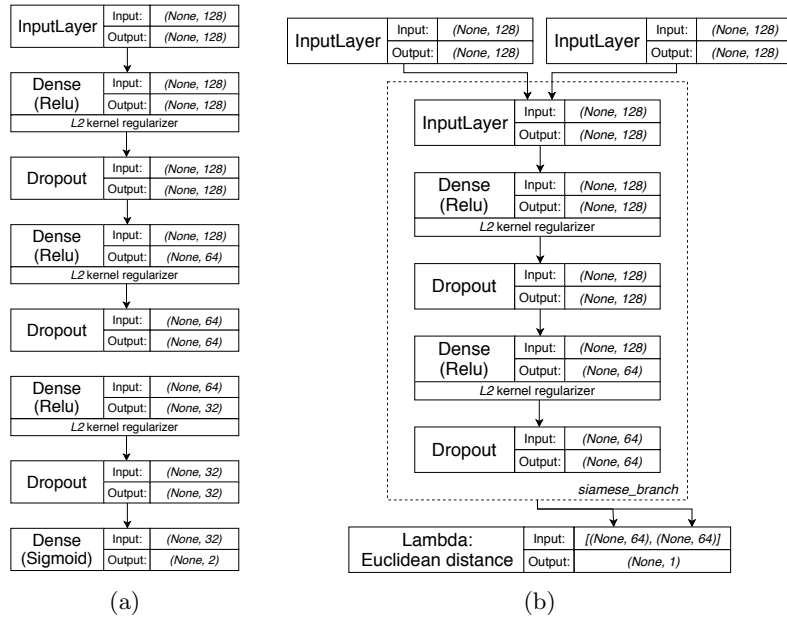 InputLayer Input: (None, 128)
Output: (None, 128)
Dense (Relu) Input: (None, 128)
Output: (None, 128)
L2 kernel regularizer
Dropout Input: (None, 128)
Output: (None, 128)
Dense (Relu) Input: (None, 128)
Output: (None, 64)
L2 kernel regularizer
Dropout Input: (None, 64)
Output: (None, 64)
Dense (Relu) Input: (None, 64)
Output: (None, 32)
L2 kernel regularizer
Dropout Input: (None, 32)
Output: (None, 32)
Dense (Sigmoid) Input: (None, 32)
Output: (None, 2)
(a)
InputLayer Input: (None, 128)
Output: (None, 128)
InputLayer Input: (None, 128)
Output: (None, 128)
InputLayer Input: (None, 128)
Output: (None, 128)
Dense (Relu) Input: (None, 128)
Output: (None, 128)
L2 kernel regularizer
Dropout Input: (None, 128)
Output: (None, 128)
Dense (Relu) Input: (None, 128)
Output: (None, 64)
L2 kernel regularizer
Dropout Input: (None, 64)
Output: (None, 64)
siamese_branch
Lambda: Euclidean distance Input: [(None, 64), (None, 64)]
Output: (None, 1)
(b)